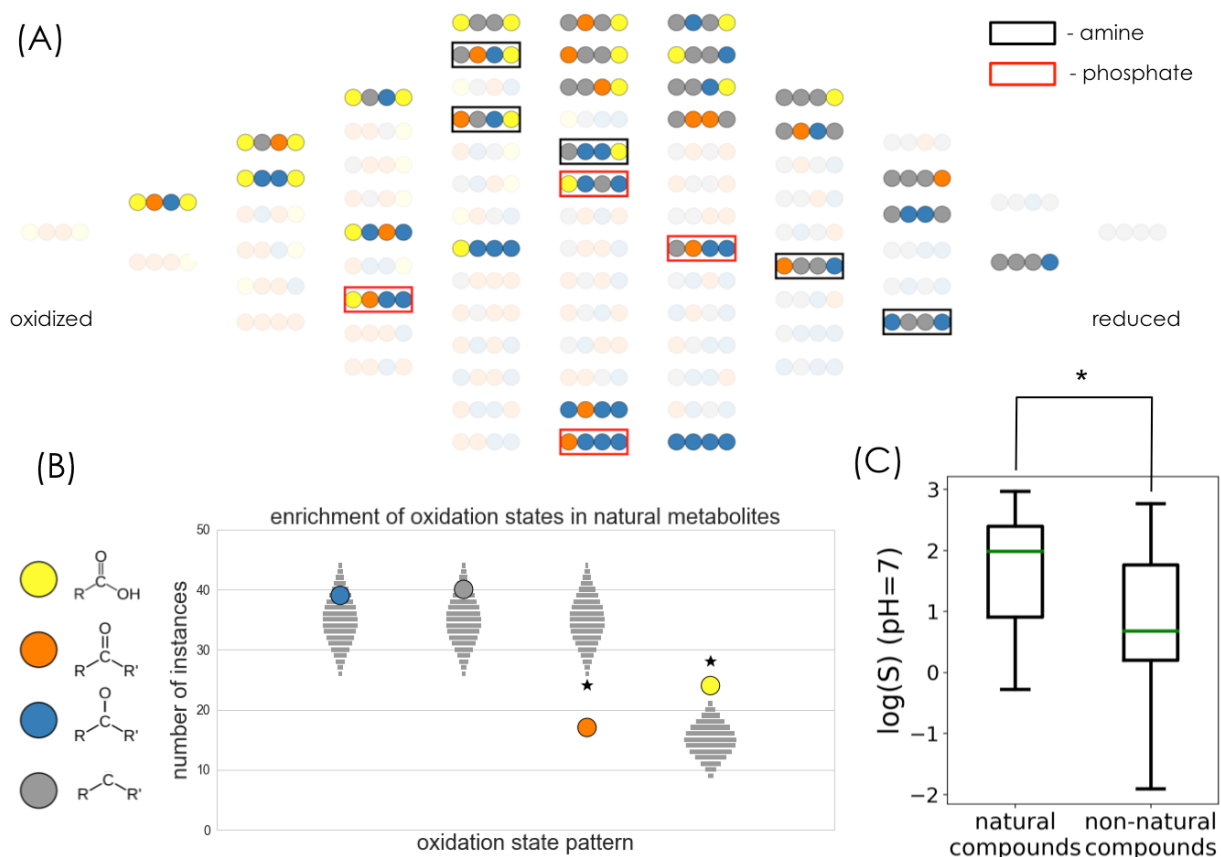 (A)
- amine
- phosphate
oxidized
reduced
(B)
enrichment of oxidation states in natural metabolites
50
40
30
20
10
0
number of instances
oxidation state pattern
O
R C OH
O
R C R'
O
R C R'
R C R'
(C)
*
3
2
1
0
−1
−2
log(S) (pH=7)
natural
compounds
non-natural
compounds